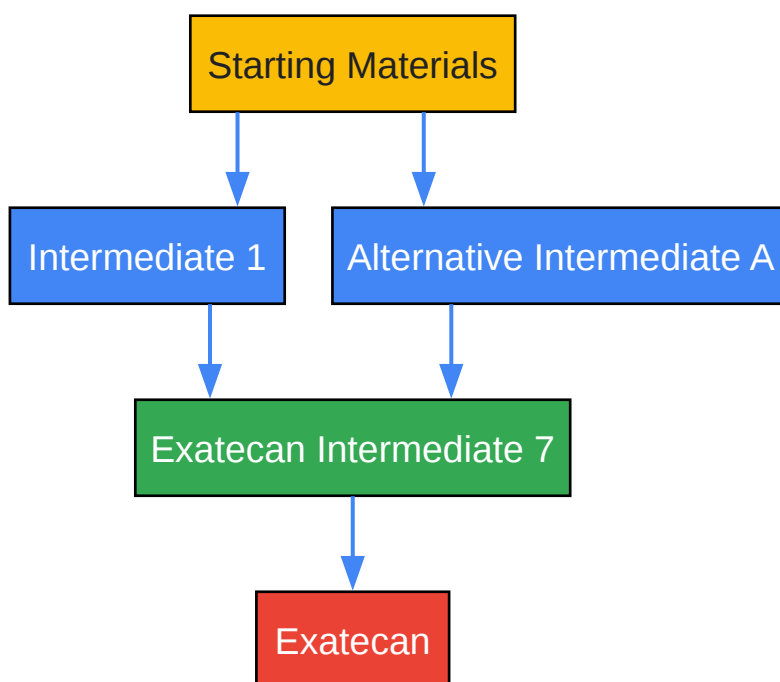 Starting Materials
Intermediate 1
Alternative Intermediate A
Exatecan Intermediate 7
Exatecan